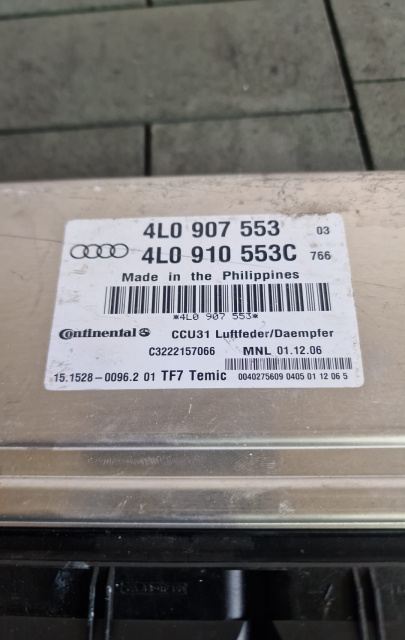 4L0 907 553 03
4L0 910 553C 766
Made in the Philippines
*4L0 907 553*
Continental CCU31 Luftfeder/Daempfer
C3222157066 MNL 01.12.06
15.1528-0096.2 01 TF7 Temic 0040275609 0405 01 12 06 5